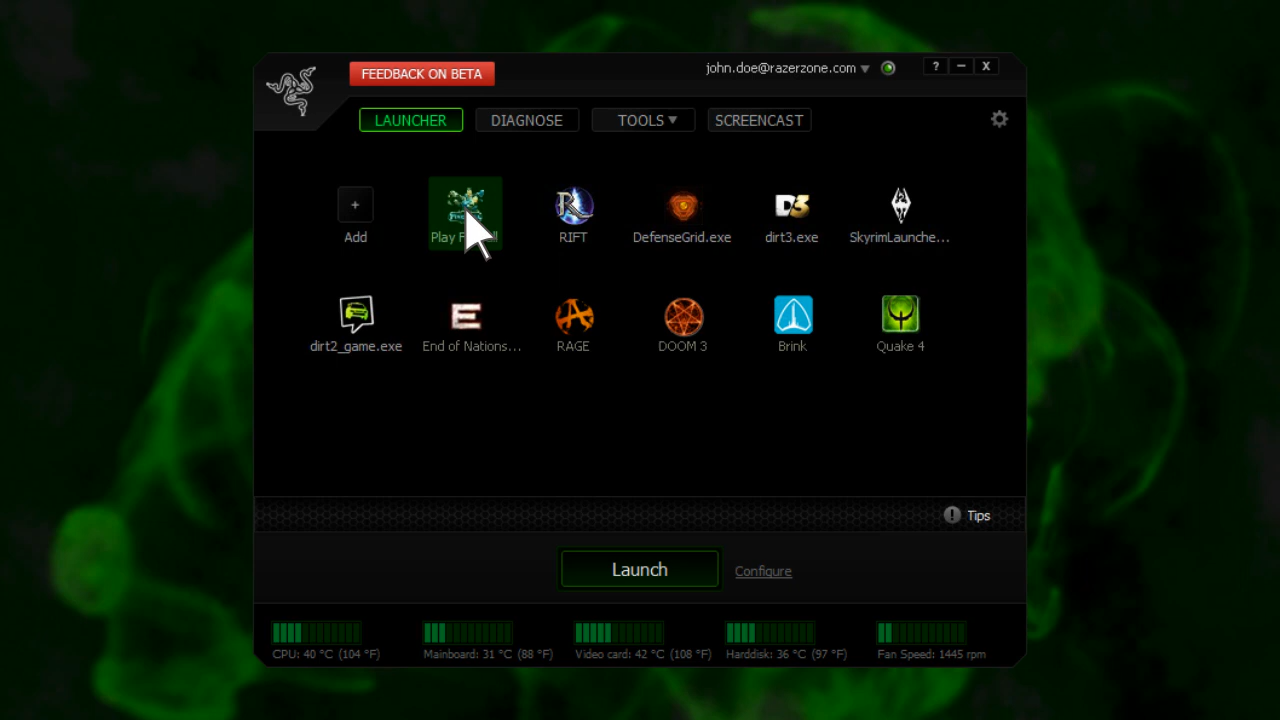 FEEDBACK ON BETA
john.doe@razerzone.com
?
X
LAUNCHER
DIAGNOSE
TOOLS
SCREENCAST
+
Add
Play
RIFT
DefenseGrid.exe
D3
dirt3.exe
SkyrimLaunche...
dirt2_game.exe
E
End of Nations...
RAGE
DOOM 3
Brink
Quake 4
! Tips
Launch
Configure
CPU: 40 °C (104 °F)
Mainboard: 31 °C (88 °F)
Video card: 42 °C (108 °F)
Harddisk: 36 °C (97 °F)
Fan Speed: 1445 rpm